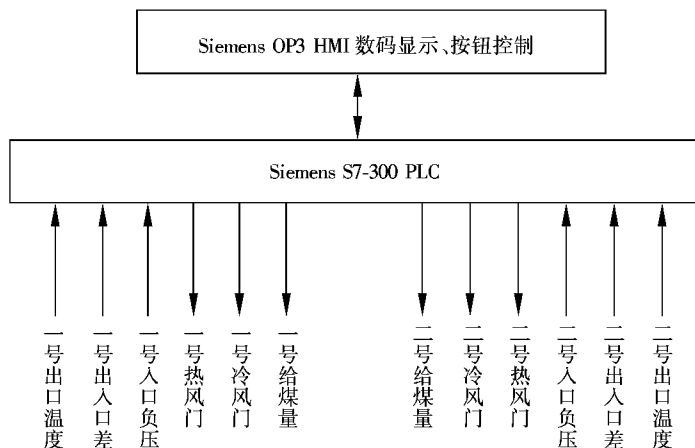 Siemens OP3 HMI 数码显示、按钮控制
Siemens S7-300 PLC
一号出口温度
一号出入口差
一号入口负压
一号热风门
一号冷风门
一号给煤量
二号给煤量
二号冷风门
二号热风门
二号入口负压
二号出入口差
二号出口温度